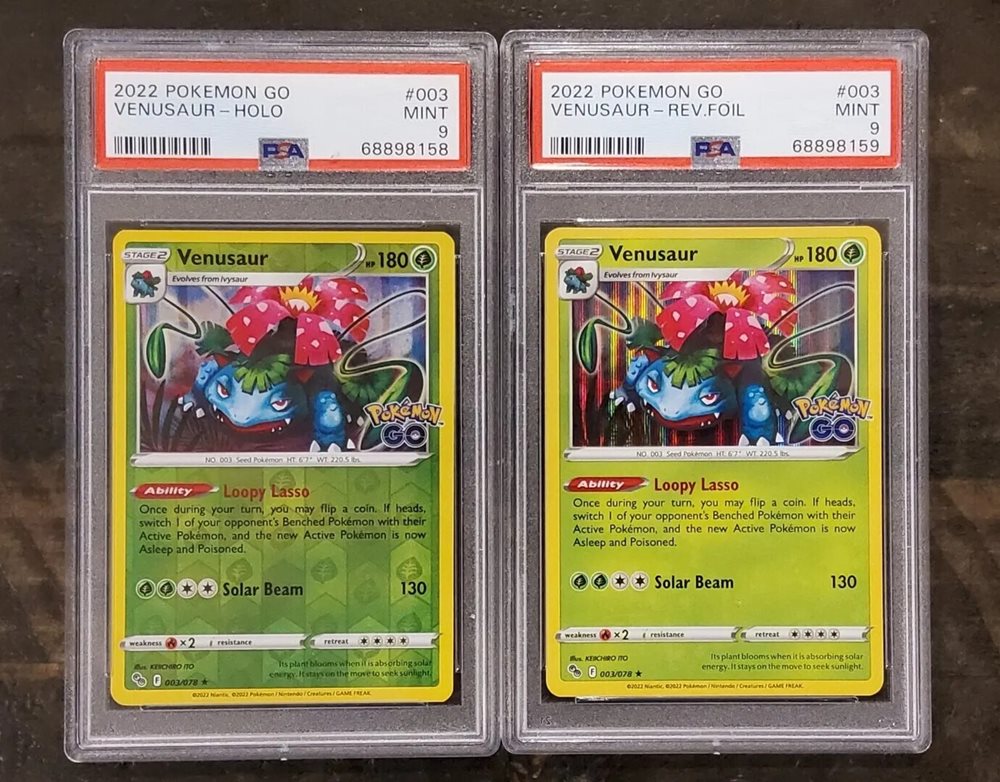 2022 POKEMON GO #003
VENUSAUR – HOLO MINT
9
PSA 68898158
STAGE 2 Venusaur HP 180
Evolves from Ivysaur
POKéMON
GO
NO. 003 Seed Pokémon HT: 6'7" WT: 220.5 lbs.
Ability Loopy Lasso
Once during your turn, you may flip a coin. If heads,
switch 1 of your opponent's Benched Pokémon with their
Active Pokémon, and the new Active Pokémon is now
Asleep and Poisoned.
Solar Beam 130
weakness ×2 resistance retreat
Illus. KEIICHIRO ITO
Its plant blooms when it is absorbing solar
energy. It stays on the move to seek sunlight.
F 003/078 ★
©2022 Niantic. ©2022 Pokémon / Nintendo / Creatures / GAME FREAK.
2022 POKEMON GO #003
VENUSAUR – REV.FOIL MINT
9
PSA 68898159
STAGE 2 Venusaur HP 180
Evolves from Ivysaur
POKéMON
GO
NO. 003 Seed Pokémon HT: 6'7" WT: 220.5 lbs.
Ability Loopy Lasso
Once during your turn, you may flip a coin. If heads,
switch 1 of your opponent's Benched Pokémon with their
Active Pokémon, and the new Active Pokémon is now
Asleep and Poisoned.
Solar Beam 130
weakness ×2 resistance retreat
Illus. KEIICHIRO ITO
Its plant blooms when it is absorbing solar
energy. It stays on the move to seek sunlight.
F 003/078 ★
©2022 Niantic. ©2022 Pokémon / Nintendo / Creatures / GAME FREAK.